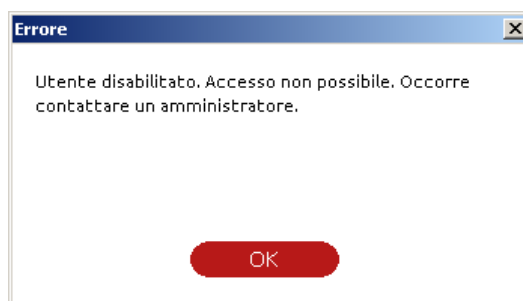 Errore
Utente disabilitato. Accesso non possibile. Occorre
contattare un amministratore.
OK